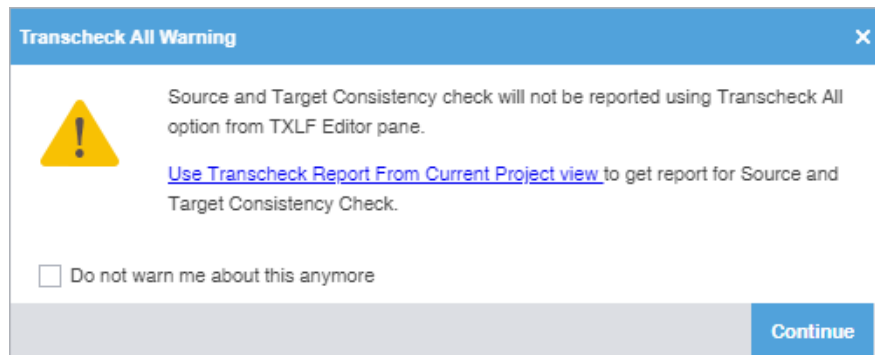 Transcheck All Warning
Source and Target Consistency check will not be reported using Transcheck All
option from TXLF Editor pane.
Use Transcheck Report From Current Project view to get report for Source and
Target Consistency Check.
Do not warn me about this anymore
Continue